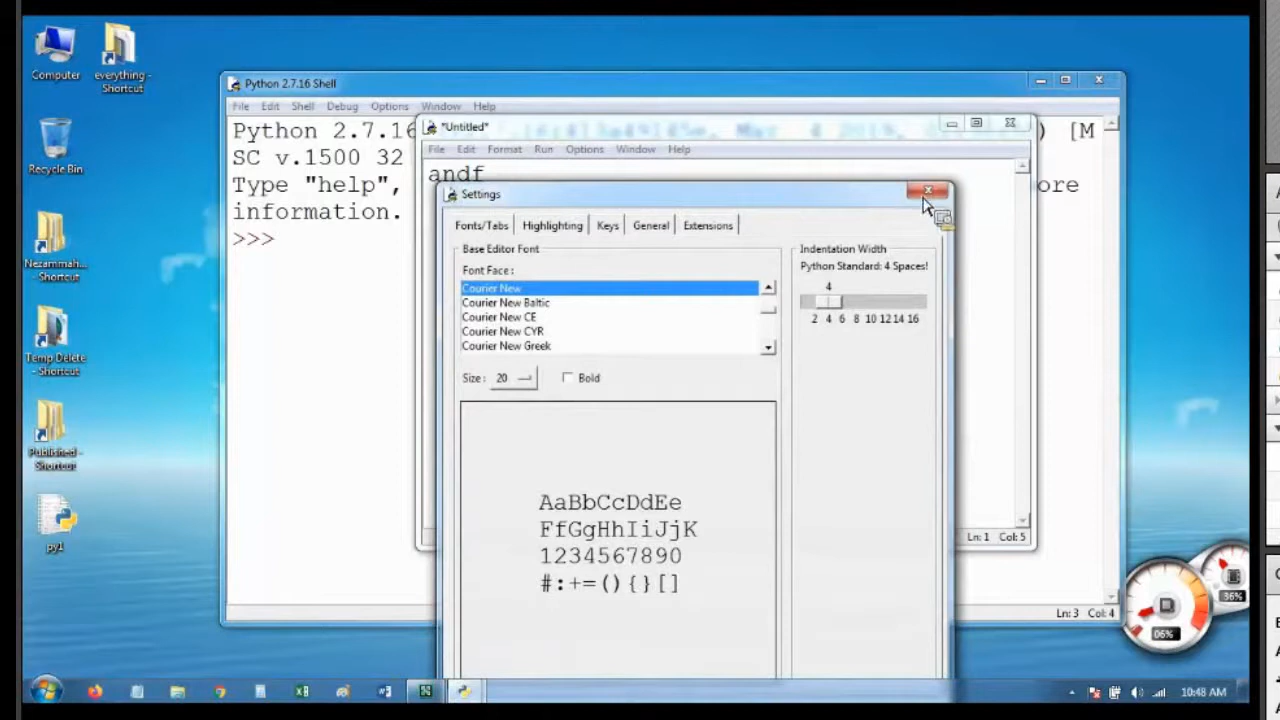 Computer
everything -
Shortcut
Recycle Bin
Nezammah...
- Shortcut
Temp Delete
- Shortcut
Published -
Shortcut
py1
Python 2.7.16 Shell
File Edit Shell Debug Options Window Help
Python 2.7.16
) [M
SC v.1500 32
Type "help",
ore
information.
>>>
Ln: 3 Col: 4
*Untitled*
File Edit Format Run Options Window Help
andf
Ln: 1 Col: 5
Settings
Fonts/Tabs Highlighting Keys General Extensions
Base Editor Font
Font Face :
Courier New
Courier New Baltic
Courier New CE
Courier New CYR
Courier New Greek
Size : 20 Bold
AaBbCcDdEe
FfGgHhIiJjK
1234567890
#:+=(){}[]
Indentation Width
Python Standard: 4 Spaces!
4
2 4 6 8 10 12 14 16
36%
06%
10:48 AM